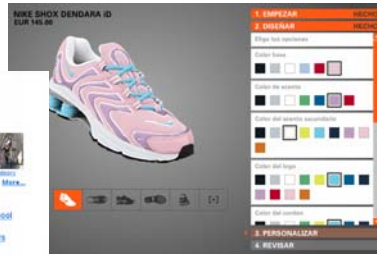 NIKE SHOX DENDARA iD
EUR 145.00
1. EMPEZAR HECHO
2. DISEÑAR HECHO
Elige tus opciones
Color base
Color de acento
Color del acento secundario
Color del logo
Color del cordón
3. PERSONALIZAR
4. REVISAR
More...